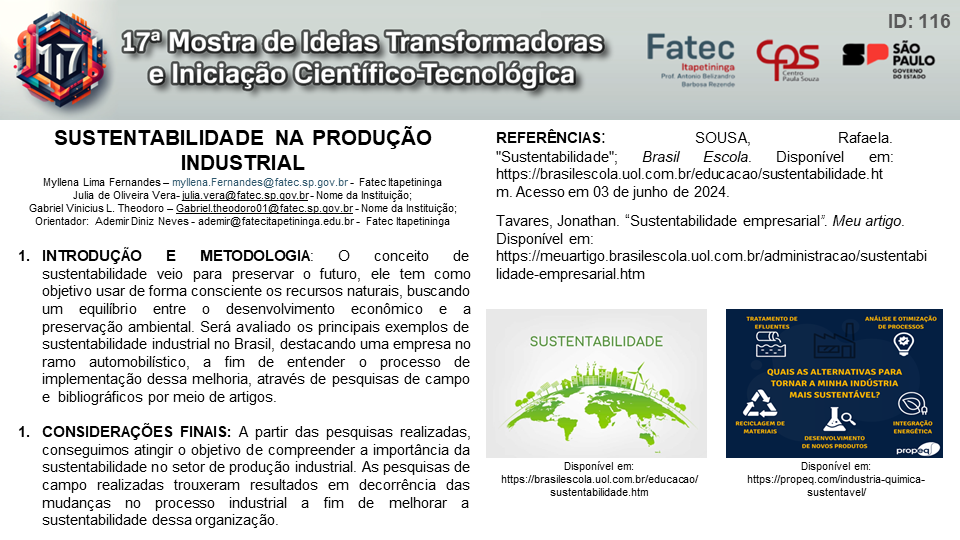 ID: 116
17ª Mostra de Ideias Transformadoras
e Iniciação Científico-Tecnológica
Fatec
Itapetininga
Prof. Antonio Belizandro
Barbosa Rezende
CPS
Centro
Paula Souza
SP
SÃO PAULO
GOVERNO DO ESTADO
SUSTENTABILIDADE NA PRODUÇÃO
INDUSTRIAL
Myllena Lima Fernandes – myllena.Fernandes@fatec.sp.gov.br - Fatec Itapetininga
Julia de Oliveira Vera- julia.vera@fatec.sp.gov.br - Nome da Instituição;
Gabriel Vinicius L. Theodoro – Gabriel.theodoro01@fatec.sp.gov.br - Nome da Instituição;
Orientador: Ademir Diniz Neves - ademir@fatecitapetininga.edu.br - Fatec Itapetininga
1. INTRODUÇÃO E METODOLOGIA: O conceito de
sustentabilidade veio para preservar o futuro, ele tem como
objetivo usar de forma consciente os recursos naturais, buscando
um equilíbrio entre o desenvolvimento econômico e a
preservação ambiental. Será avaliado os principais exemplos de
sustentabilidade industrial no Brasil, destacando uma empresa no
ramo automobilístico, a fim de entender o processo de
implementação dessa melhoria, através de pesquisas de campo
e bibliográficos por meio de artigos.
1. CONSIDERAÇÕES FINAIS: A partir das pesquisas realizadas,
conseguimos atingir o objetivo de compreender a importância da
sustentabilidade no setor de produção industrial. As pesquisas de
campo realizadas trouxeram resultados em decorrência das
mudanças no processo industrial a fim de melhorar a
sustentabilidade dessa organização.
REFERÊNCIAS: SOUSA, Rafaela.
"Sustentabilidade"; Brasil Escola. Disponível em:
https://brasilescola.uol.com.br/educacao/sustentabilidade.ht
m. Acesso em 03 de junho de 2024.
Tavares, Jonathan. “Sustentabilidade empresarial”. Meu artigo.
Disponível em:
https://meuartigo.brasilescola.uol.com.br/administracao/sustentabi
lidade-empresarial.htm
SUSTENTABILIDADE
Disponível em:
https://brasilescola.uol.com.br/educacao/
sustentabilidade.htm
TRATAMENTO DE
EFLUENTES
ANÁLISE E OTIMIZAÇÃO
DE PROCESSOS
QUAIS AS ALTERNATIVAS PARA
TORNAR A MINHA INDÚSTRIA
MAIS SUSTENTÁVEL?
RECICLAGEM DE
MATERIAIS
DESENVOLVIMENTO
DE NOVOS PRODUTOS
INTEGRAÇÃO
ENERGÉTICA
propeq
Disponível em:
https://propeq.com/industria-quimica-
sustentavel/